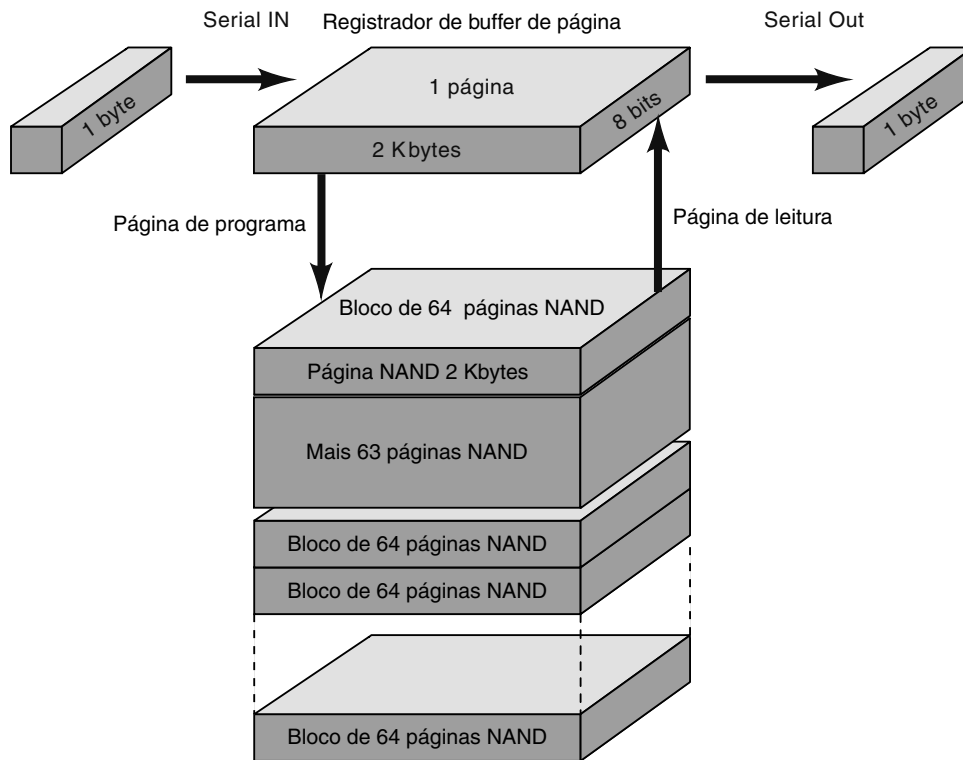 Serial IN
Registrador de buffer de página
Serial Out
1 byte
1 página
8 bits
2 Kbytes
1 byte
Página de programa
Página de leitura
Bloco de 64 páginas NAND
Página NAND 2 Kbytes
Mais 63 páginas NAND
Bloco de 64 páginas NAND
Bloco de 64 páginas NAND
Bloco de 64 páginas NAND